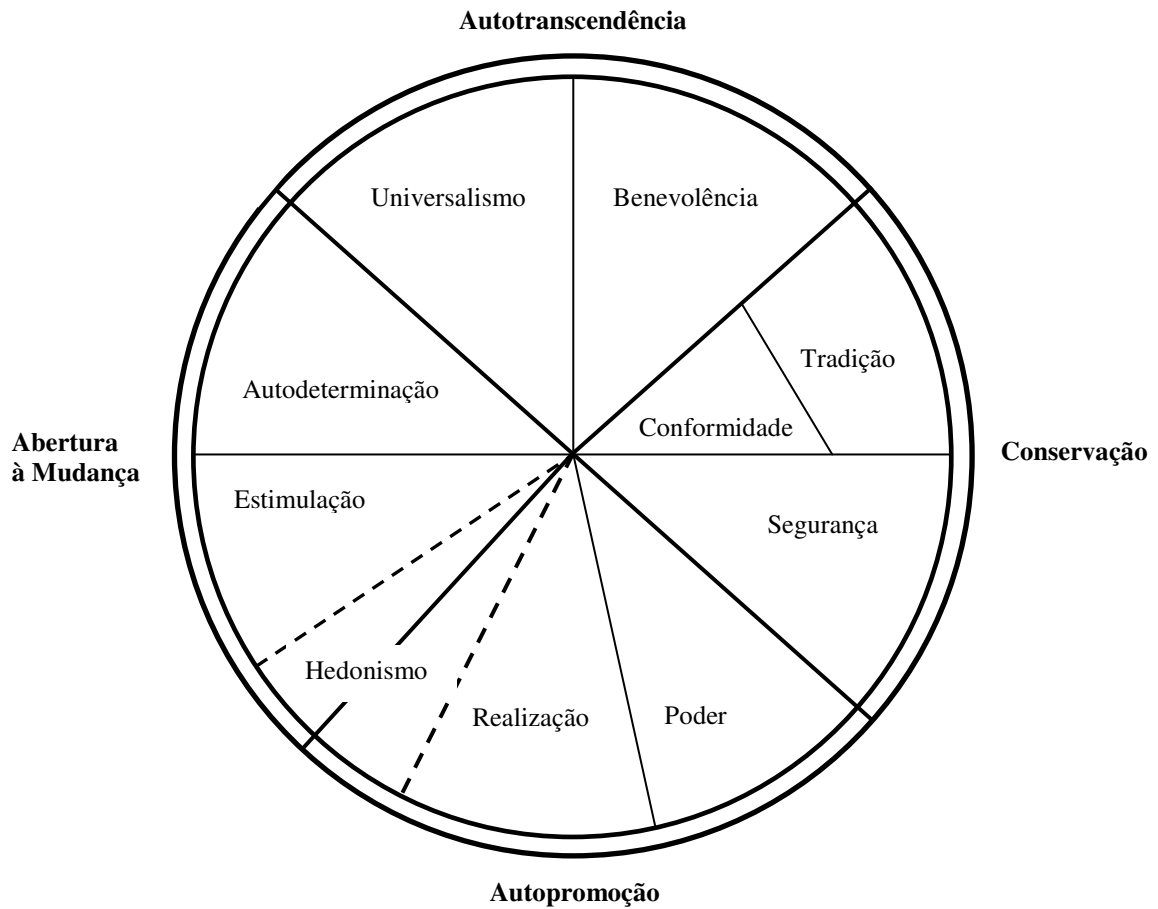 Autotranscendência
Universalismo
Benevolência
Tradição
Autodeterminação
Conformidade
Abertura
à Mudança
Conservação
Estimulação
Segurança
Hedonismo
Realização
Poder
Autopromoção